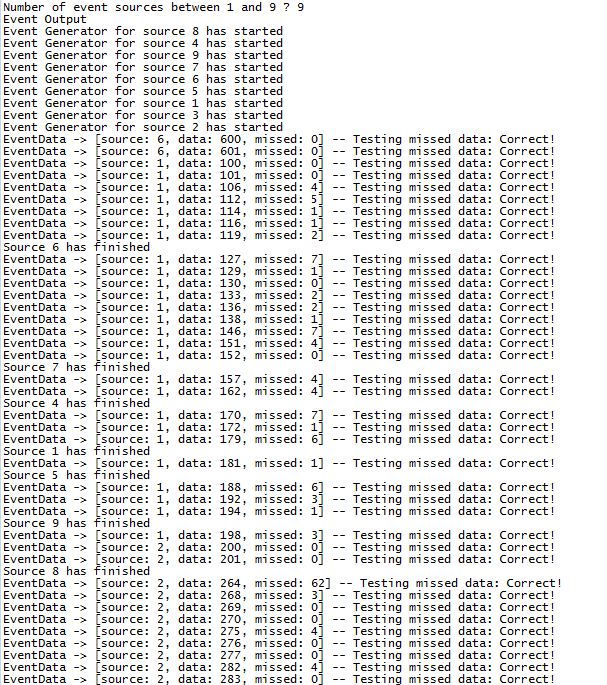 Number of event sources between 1 and 9 ? 9
Event Output
Event Generator for source 8 has started
Event Generator for source 4 has started
Event Generator for source 9 has started
Event Generator for source 7 has started
Event Generator for source 6 has started
Event Generator for source 5 has started
Event Generator for source 1 has started
Event Generator for source 3 has started
Event Generator for source 2 has started
EventData -> [source: 6, data: 600, missed: 0] -- Testing missed data: Correct!
EventData -> [source: 6, data: 601, missed: 0] -- Testing missed data: Correct!
EventData -> [source: 1, data: 100, missed: 0] -- Testing missed data: Correct!
EventData -> [source: 1, data: 101, missed: 0] -- Testing missed data: Correct!
EventData -> [source: 1, data: 106, missed: 4] -- Testing missed data: Correct!
EventData -> [source: 1, data: 112, missed: 5] -- Testing missed data: Correct!
EventData -> [source: 1, data: 114, missed: 1] -- Testing missed data: Correct!
EventData -> [source: 1, data: 116, missed: 1] -- Testing missed data: Correct!
EventData -> [source: 1, data: 119, missed: 2] -- Testing missed data: Correct!
Source 6 has finished
EventData -> [source: 1, data: 127, missed: 7] -- Testing missed data: Correct!
EventData -> [source: 1, data: 129, missed: 1] -- Testing missed data: Correct!
EventData -> [source: 1, data: 130, missed: 0] -- Testing missed data: Correct!
EventData -> [source: 1, data: 133, missed: 2] -- Testing missed data: Correct!
EventData -> [source: 1, data: 136, missed: 2] -- Testing missed data: Correct!
EventData -> [source: 1, data: 138, missed: 1] -- Testing missed data: Correct!
EventData -> [source: 1, data: 146, missed: 7] -- Testing missed data: Correct!
EventData -> [source: 1, data: 151, missed: 4] -- Testing missed data: Correct!
EventData -> [source: 1, data: 152, missed: 0] -- Testing missed data: Correct!
Source 7 has finished
EventData -> [source: 1, data: 157, missed: 4] -- Testing missed data: Correct!
EventData -> [source: 1, data: 162, missed: 4] -- Testing missed data: Correct!
Source 4 has finished
EventData -> [source: 1, data: 170, missed: 7] -- Testing missed data: Correct!
EventData -> [source: 1, data: 172, missed: 1] -- Testing missed data: Correct!
EventData -> [source: 1, data: 179, missed: 6] -- Testing missed data: Correct!
Source 1 has finished
EventData -> [source: 1, data: 181, missed: 1] -- Testing missed data: Correct!
Source 5 has finished
EventData -> [source: 1, data: 188, missed: 6] -- Testing missed data: Correct!
EventData -> [source: 1, data: 192, missed: 3] -- Testing missed data: Correct!
EventData -> [source: 1, data: 194, missed: 1] -- Testing missed data: Correct!
Source 9 has finished
EventData -> [source: 1, data: 198, missed: 3] -- Testing missed data: Correct!
EventData -> [source: 2, data: 200, missed: 0] -- Testing missed data: Correct!
EventData -> [source: 2, data: 201, missed: 0] -- Testing missed data: Correct!
Source 8 has finished
EventData -> [source: 2, data: 264, missed: 62] -- Testing missed data: Correct!
EventData -> [source: 2, data: 268, missed: 3] -- Testing missed data: Correct!
EventData -> [source: 2, data: 269, missed: 0] -- Testing missed data: Correct!
EventData -> [source: 2, data: 270, missed: 0] -- Testing missed data: Correct!
EventData -> [source: 2, data: 275, missed: 4] -- Testing missed data: Correct!
EventData -> [source: 2, data: 276, missed: 0] -- Testing missed data: Correct!
EventData -> [source: 2, data: 277, missed: 0] -- Testing missed data: Correct!
EventData -> [source: 2, data: 282, missed: 4] -- Testing missed data: Correct!
EventData -> [source: 2, data: 283, missed: 0] -- Testing missed data: Correct!